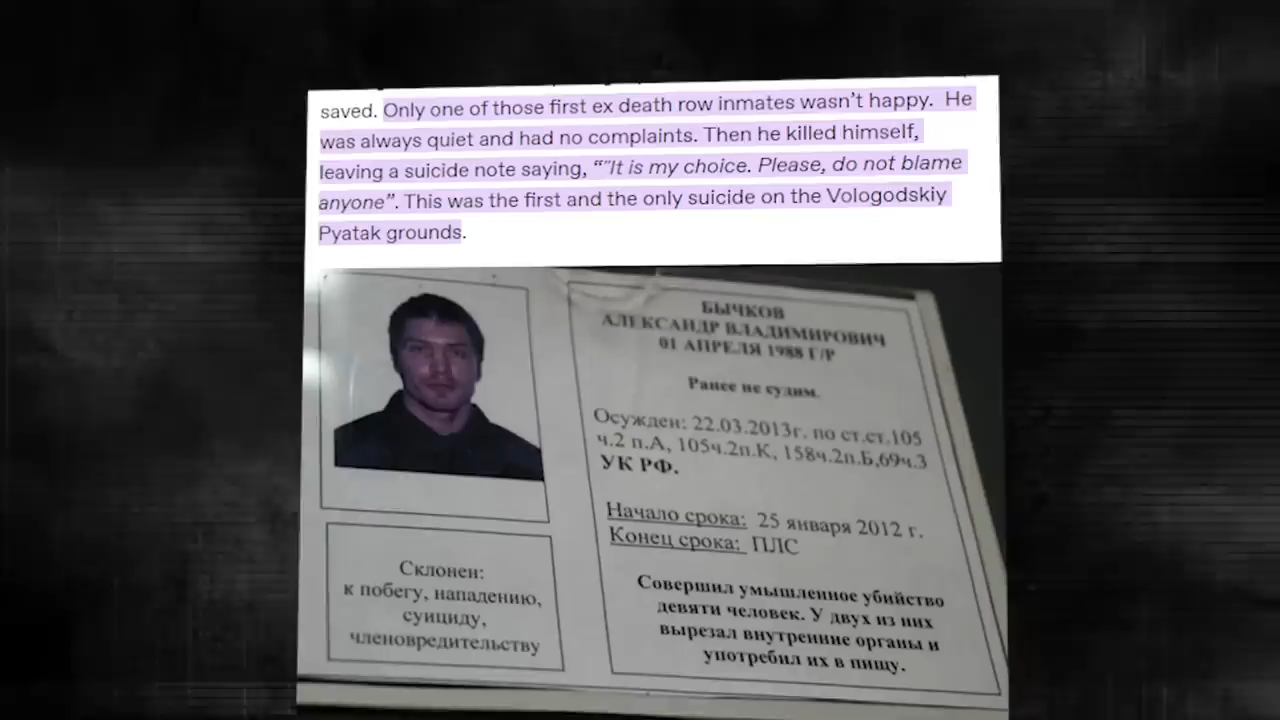 saved. Only one of those first ex death row inmates wasn't happy. He
was always quiet and had no complaints. Then he killed himself,
leaving a suicide note saying, “"It is my choice. Please, do not blame
anyone”. This was the first and the only suicide on the Vologodskiy
Pyatak grounds.
БЫЧКОВ
АЛЕКСАНДР ВЛАДИМИРОВИЧ
01 АПРЕЛЯ 1988 Г/Р
Ранее не судим.
Осужден: 22.03.2013г. по ст.ст.105
ч.2 п.А, 105ч.2п.К, 158ч.2п.Б,69ч.3
УК РФ.
Начало срока: 25 января 2012 г.
Конец срока: ПЛС
Совершил умышленное убийство
девяти человек. У двух из них
вырезал внутренние органы и
употребил их в пищу.
Склонен:
к побегу, нападению,
суициду,
членовредительству